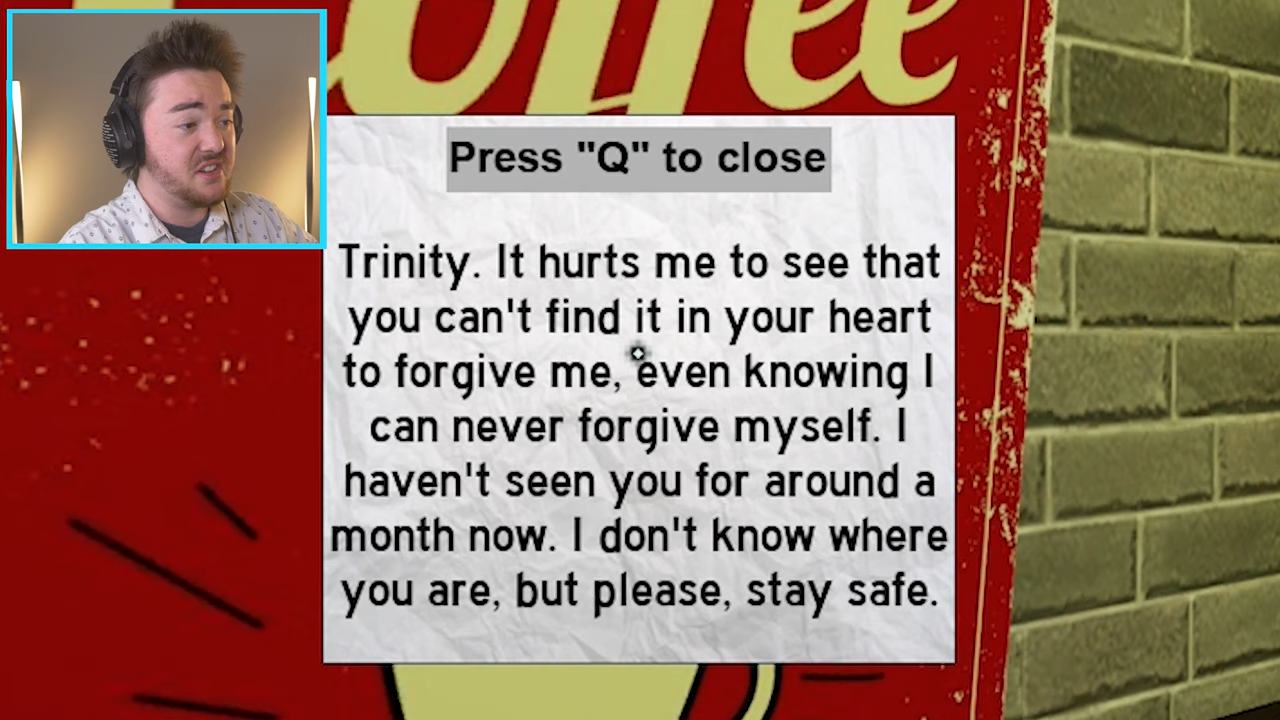 Coffee
Press "Q" to close
Trinity. It hurts me to see that
you can't find it in your heart
to forgive me, even knowing I
can never forgive myself. I
haven't seen you for around a
month now. I don't know where
you are, but please, stay safe.